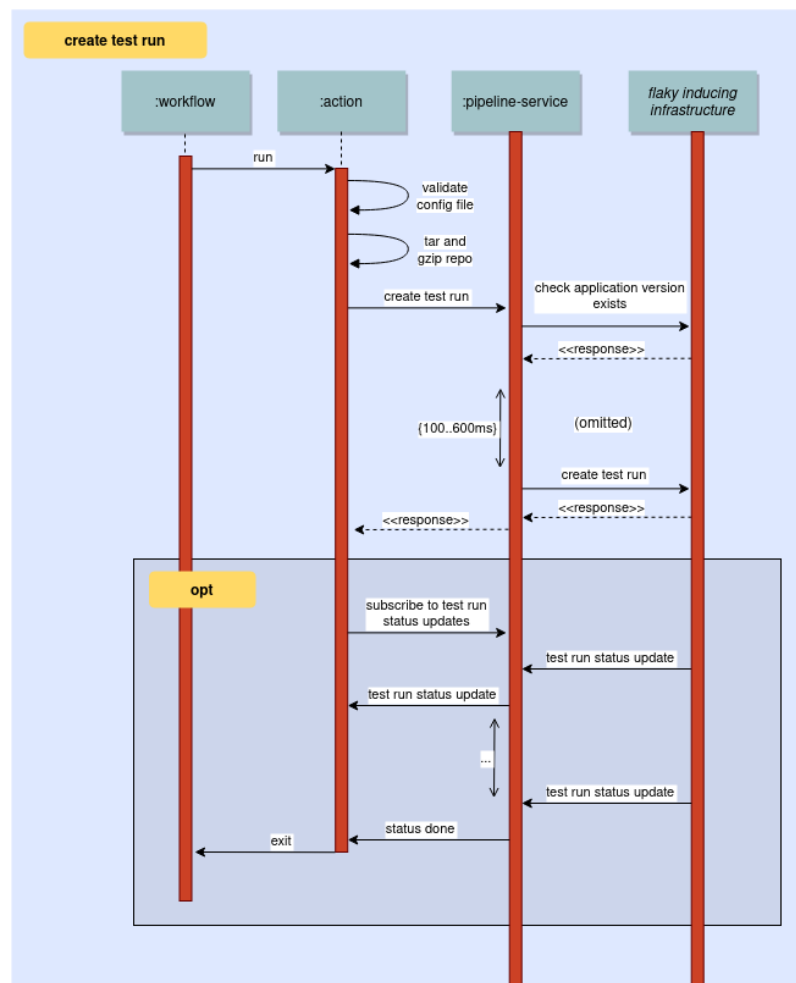 create test run
:workflow
:action
:pipeline-service
flaky inducing
infrastructure
run
validate
config file
tar and
gzip repo
create test run
check application version
exists
<<response>>
{100..600ms}
(omitted)
create test run
<<response>>
<<response>>
opt
subscribe to test run
status updates
test run status update
test run status update
...
test run status update
status done
exit